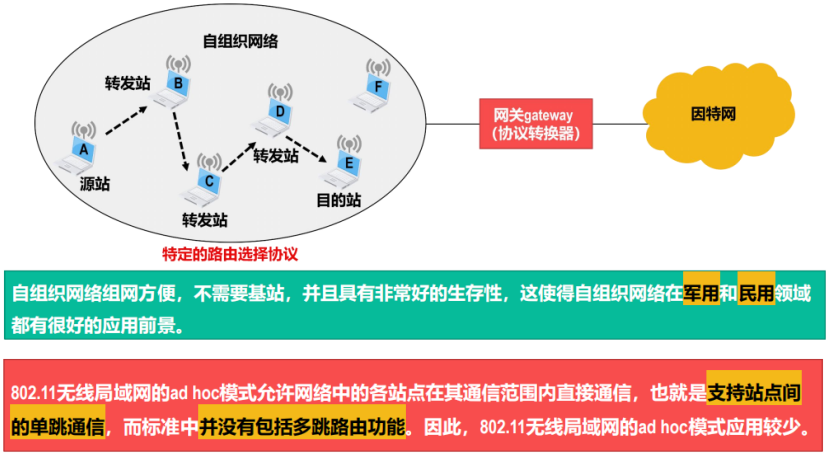 自组织网络
转发站
B
F
A
源站
D
转发站
C
转发站
E
目的站
网关gateway
（协议转换器）
因特网
特定的路由选择协议
自组织网络组网方便，不需要基站，并且具有非常好的生存性，这使得自组织网络在军用和民用领域
都有很好的应用前景。
802.11无线局域网的ad hoc模式允许网络中的各站点在其通信范围内直接通信，也就是支持站点间
的单跳通信，而标准中并没有包括多跳路由功能。因此，802.11无线局域网的ad hoc模式应用较少。